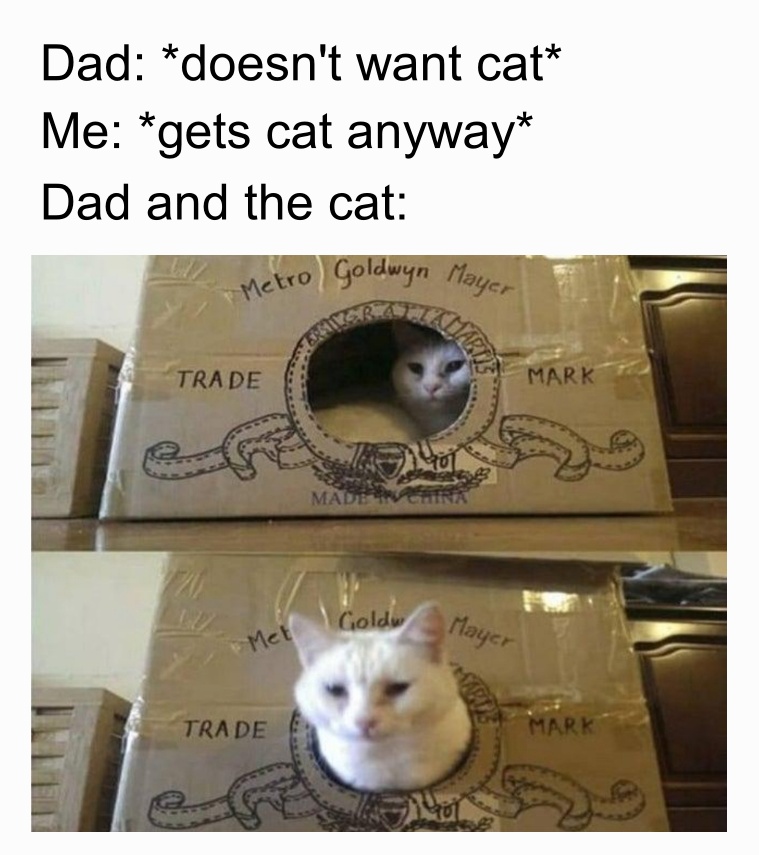 Dad: *doesn't want cat*
Me: *gets cat anyway*
Dad and the cat:
Metro Goldwyn Mayer
TRADE
MARK
MADE IN CHINA
Mayer
TRADE
MARK